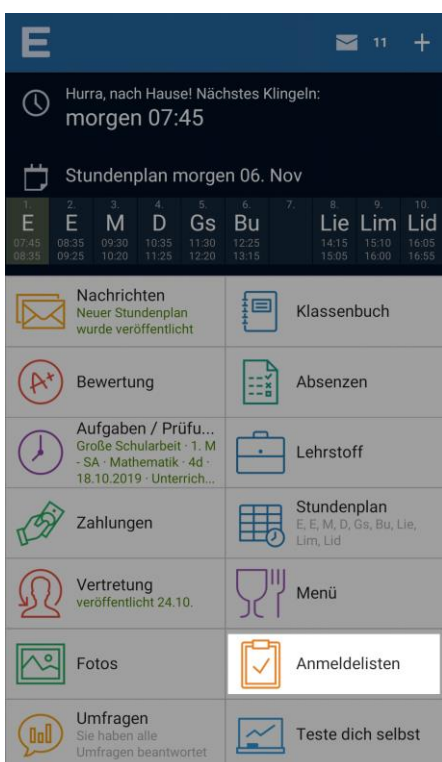 E
11
Hurra, nach Hause! Nächstes Klingeln:
morgen 07:45
Stundenplan morgen 06. Nov
1. 2. 3. 4. 5. 6. 7. 8. 9. 10.
E E M D Gs Bu Lie Lim Lid
07:45 08:35 09:30 10:35 11:30 12:25 14:15 15:10 16:05
08:35 09:25 10:20 11:25 12:20 13:15 15:05 16:00 16:55
Nachrichten
Neuer Stundenplan
wurde veröffentlicht
Klassenbuch
A+
Bewertung
Absenzen
Aufgaben / Prüfu...
Große Schularbeit · 1. M
- SA · Mathematik · 4d ·
18.10.2019 · Unterrich...
Lehrstoff
Zahlungen
Stundenplan
E, E, M, D, Gs, Bu, Lie,
Lim, Lid
Vertretung
veröffentlicht 24.10.
Menü
Fotos
Anmeldelisten
Umfragen
Sie haben alle
Umfragen beantwortet
Teste dich selbst